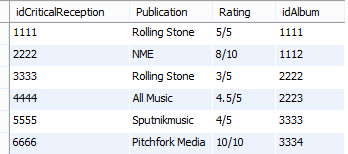 idCriticalReception Publication Rating idAlbum
1111 Rolling Stone 5/5 1111
2222 NME 8/10 1112
3333 Rolling Stone 3/5 2222
4444 All Music 4.5/5 2223
5555 Sputnikmusic 4/5 3333
6666 Pitchfork Media 10/10 3334